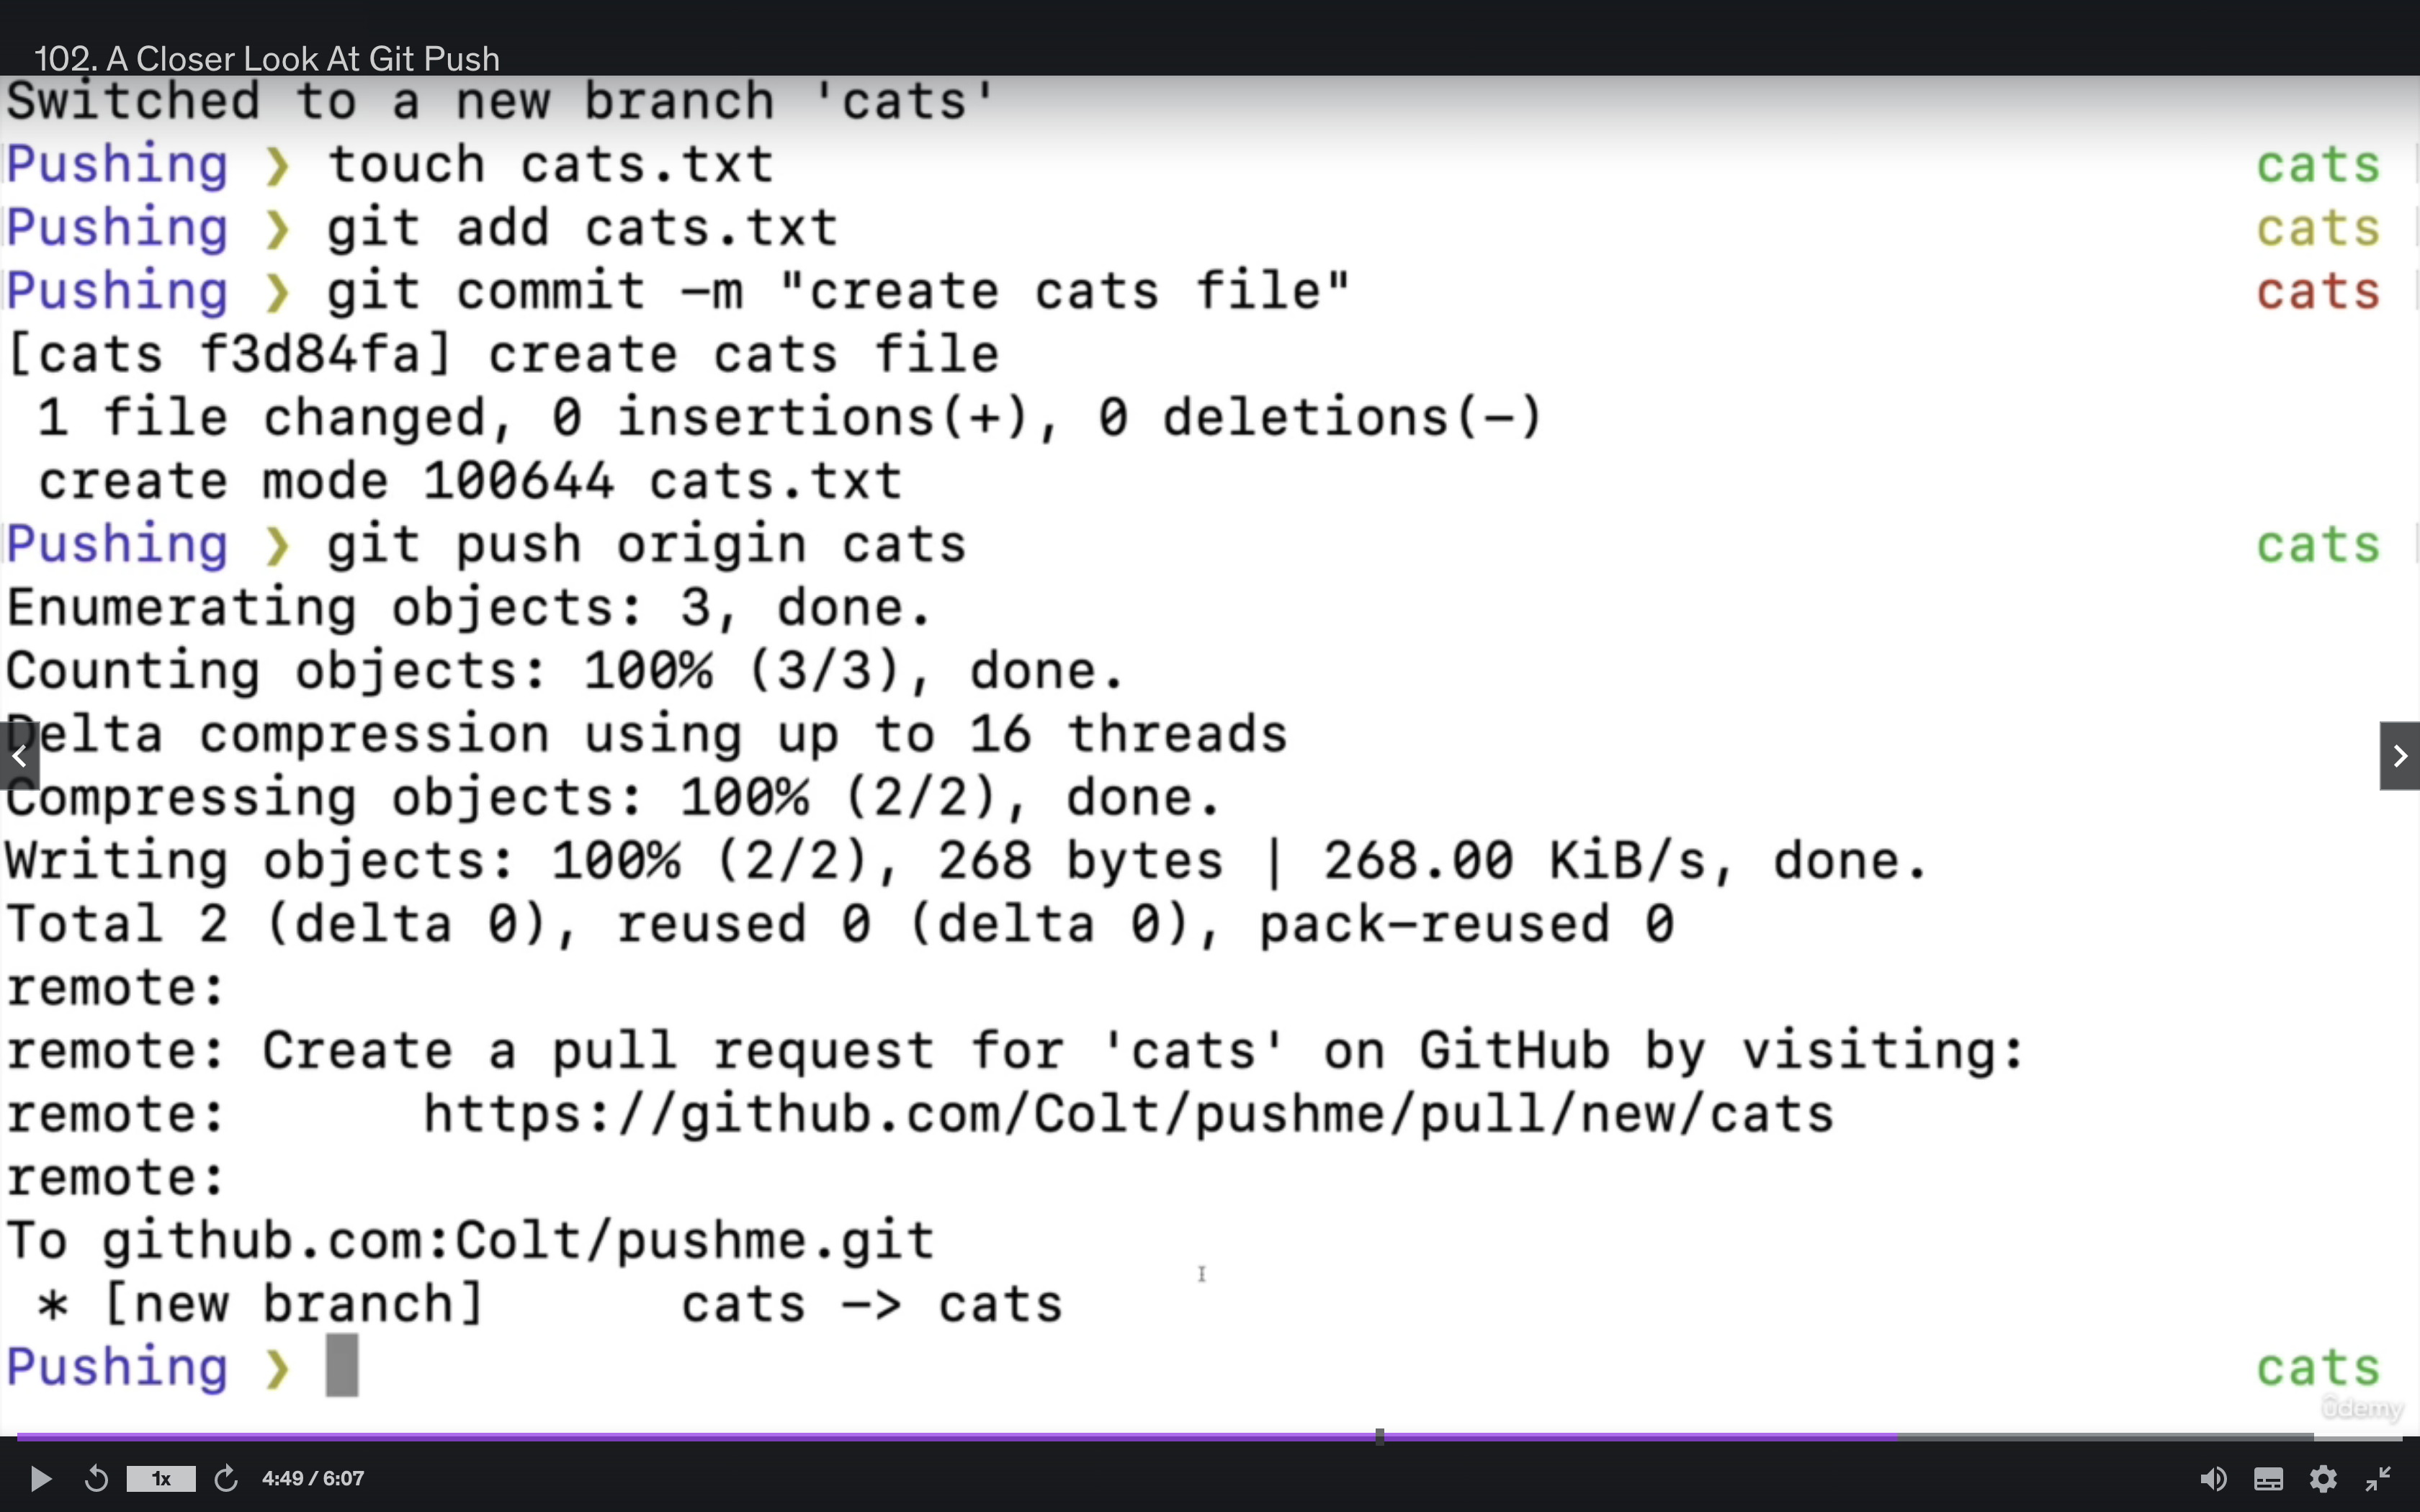 102. A Closer Look At Git Push
Switched to a new branch 'cats'
Pushing ❯ touch cats.txt cats
Pushing ❯ git add cats.txt cats
Pushing ❯ git commit -m "create cats file" cats
[cats f3d84fa] create cats file
 1 file changed, 0 insertions(+), 0 deletions(-)
 create mode 100644 cats.txt
Pushing ❯ git push origin cats cats
Enumerating objects: 3, done.
Counting objects: 100% (3/3), done.
Delta compression using up to 16 threads
Compressing objects: 100% (2/2), done.
Writing objects: 100% (2/2), 268 bytes | 268.00 KiB/s, done.
Total 2 (delta 0), reused 0 (delta 0), pack-reused 0
remote:
remote: Create a pull request for 'cats' on GitHub by visiting:
remote:      https://github.com/Colt/pushme/pull/new/cats
remote:
To github.com:Colt/pushme.git
 * [new branch]      cats -> cats
Pushing ❯ cats
ûdemy
1x 4:49 / 6:07